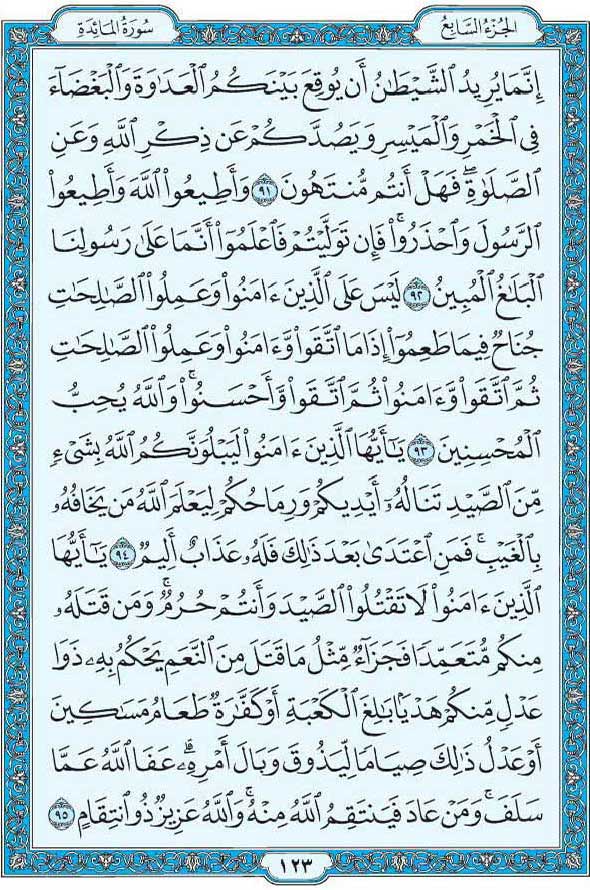 الجزء السابع
سورة المائدة
إِنَّمَا يُرِيدُ الشَّيْطَٰنُ أَن يُوقِعَ بَيْنَكُمُ الْعَدَاوَةَ وَالْبَغْضَآءَ
فِى الْخَمْرِ وَالْمَيْسِرِ وَيَصُدَّكُمْ عَن ذِكْرِ اللَّهِ وَعَنِ
الصَّلَوٰةِ ۖ فَهَلْ أَنتُم مُّنتَهُونَ ٩١ وَأَطِيعُوا۟ اللَّهَ وَأَطِيعُوا۟
الرَّسُولَ وَاحْذَرُوا۟ ۚ فَإِن تَوَلَّيْتُمْ فَاعْلَمُوٓا۟ أَنَّمَا عَلَىٰ رَسُولِنَا
الْبَلَٰغُ الْمُبِينُ ٩٢ لَيْسَ عَلَى الَّذِينَ ءَامَنُوا۟ وَعَمِلُوا۟ الصَّٰلِحَٰتِ
جُنَاحٌ فِيمَا طَعِمُوٓا۟ إِذَا مَا اتَّقَوا۟ وَّءَامَنُوا۟ وَعَمِلُوا۟ الصَّٰلِحَٰتِ
ثُمَّ اتَّقَوا۟ وَّءَامَنُوا۟ ثُمَّ اتَّقَوا۟ وَّأَحْسَنُوا۟ ۗ وَاللَّهُ يُحِبُّ
الْمُحْسِنِينَ ٩٣ يَٰٓأَيُّهَا الَّذِينَ ءَامَنُوا۟ لَيَبْلُوَنَّكُمُ اللَّهُ بِشَىْءٍ
مِّنَ الصَّيْدِ تَنَالُهُۥٓ أَيْدِيكُمْ وَرِمَاحُكُمْ لِيَعْلَمَ اللَّهُ مَن يَخَافُهُۥ
بِالْغَيْبِ ۚ فَمَنِ اعْتَدَىٰ بَعْدَ ذَٰلِكَ فَلَهُۥ عَذَابٌ أَلِيمٌ ٩٤ يَٰٓأَيُّهَا
الَّذِينَ ءَامَنُوا۟ لَا تَقْتُلُوا۟ الصَّيْدَ وَأَنتُمْ حُرُمٌ ۚ وَمَن قَتَلَهُۥ
مِنكُم مُّتَعَمِّدًا فَجَزَآءٌ مِّثْلُ مَا قَتَلَ مِنَ النَّعَمِ يَحْكُمُ بِهِۦ ذَوَا
عَدْلٍ مِّنكُمْ هَدْيًۢا بَٰلِغَ الْكَعْبَةِ أَوْ كَفَّٰرَةٌ طَعَامُ مَسَٰكِينَ
أَوْ عَدْلُ ذَٰلِكَ صِيَامًا لِّيَذُوقَ وَبَالَ أَمْرِهِۦ ۗ عَفَا اللَّهُ عَمَّا
سَلَفَ ۚ وَمَنْ عَادَ فَيَنتَقِمُ اللَّهُ مِنْهُ ۗ وَاللَّهُ عَزِيزٌ ذُو انتِقَامٍ ٩٥
١٢٣